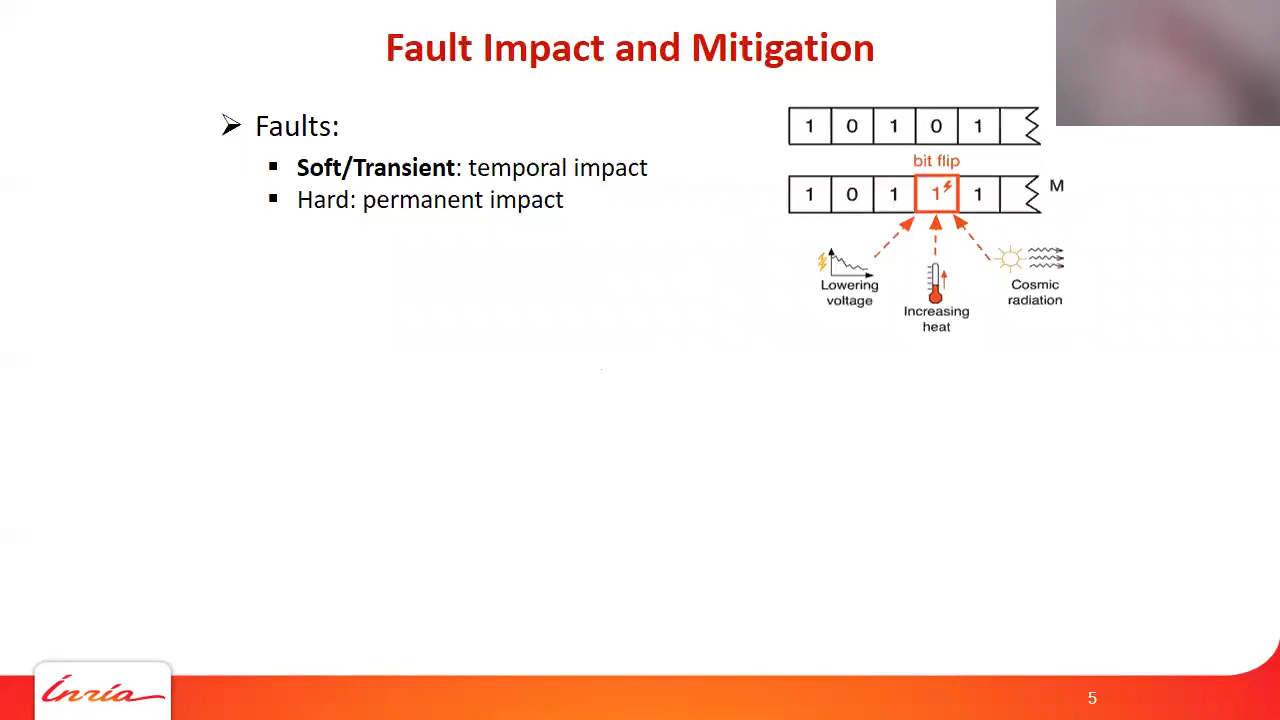 Fault Impact and Mitigation
➢ Faults:
▪ Soft/Transient: temporal impact
▪ Hard: permanent impact
1 0 1 0 1
bit flip
1 0 1 1 1
M
Lowering
voltage
Increasing
heat
Cosmic
radiation
Inria
5